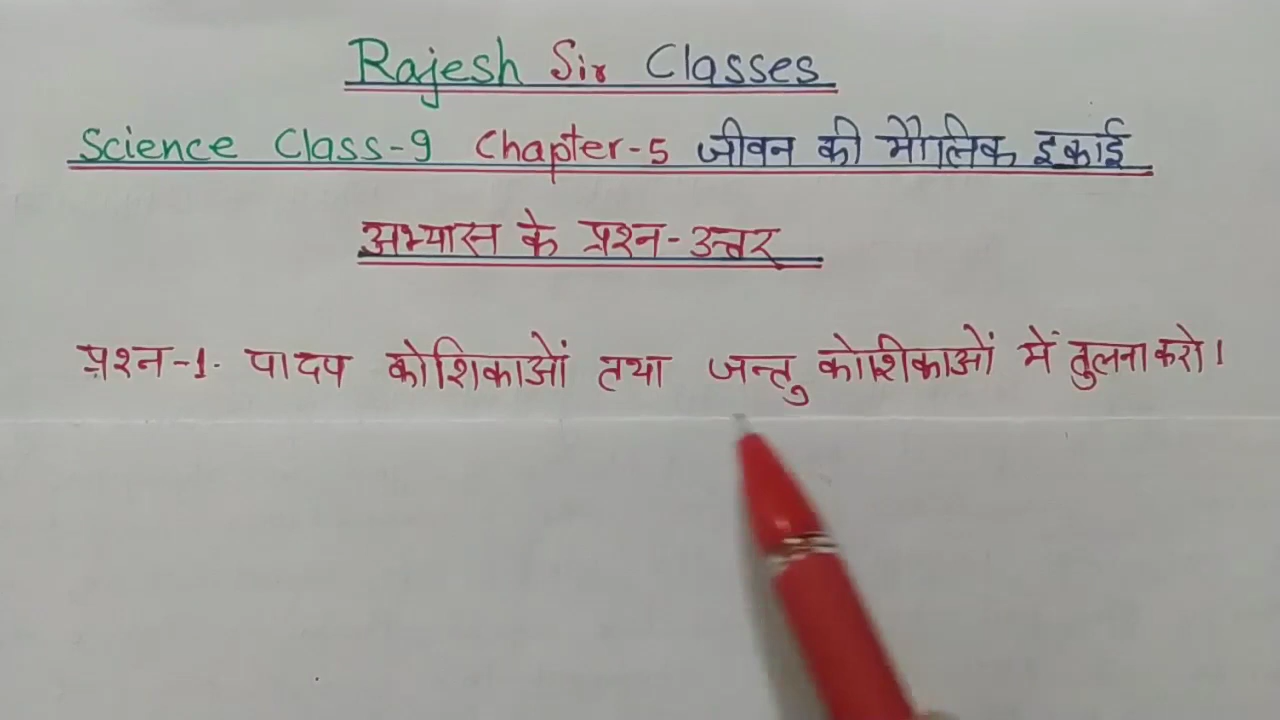 Rajesh Sir Classes
Science Class-9 Chapter-5 जीवन की मौलिक इकाई
अभ्यास के प्रश्न-उत्तर
प्रश्न-1. पादप कोशिकाओं तथा जन्तु कोशिकाओं में तुलना करो।